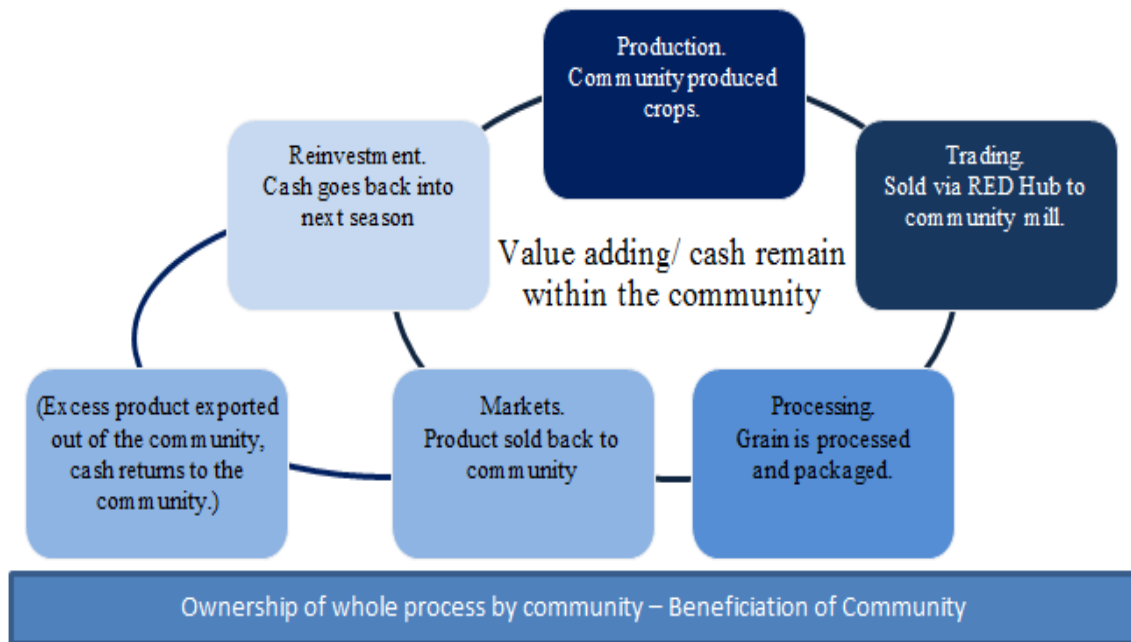 Production.
Community produced
crops.
Reinvestment.
Cash goes back into
next season
Trading.
Sold via RED Hub to
community mill.
Value adding/ cash remain
within the community
(Excess product exported
out of the community,
cash returns to the
community.)
Markets.
Product sold back to
community
Processing.
Grain is processed
and packaged.
Ownership of whole process by community – Beneficiation of Community